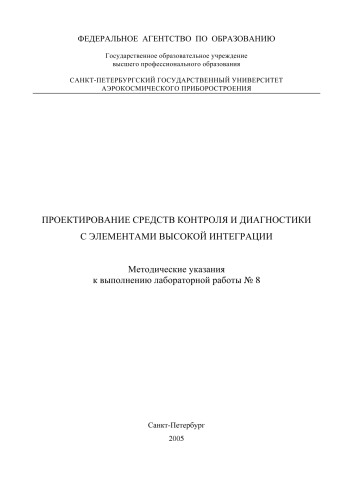 ФЕДЕРАЛЬНОЕ АГЕНТСТВО ПО ОБРАЗОВАНИЮ
Государственное образовательное учреждение
высшего профессионального образования
САНКТ-ПЕТЕРБУРГСКИЙ ГОСУДАРСТВЕННЫЙ УНИВЕРСИТЕТ
АЭРОКОСМИЧЕСКОГО ПРИБОРОСТРОЕНИЯ
ПРОЕКТИРОВАНИЕ СРЕДСТВ КОНТРОЛЯ И ДИАГНОСТИКИ
С ЭЛЕМЕНТАМИ ВЫСОКОЙ ИНТЕГРАЦИИ
Методические указания
к выполнению лабораторной работы № 8
Санкт-Петербург
2005